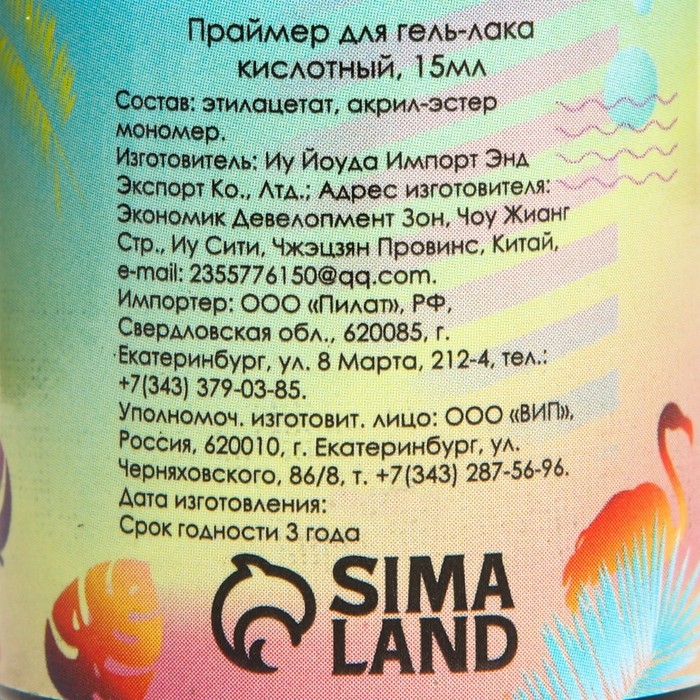 Праймер для гель-лака
кислотный, 15мл
Состав: этилацетат, акрил-эстер
мономер.
Изготовитель: Иу Йоуда Импорт Энд
Экспорт Ко., Лтд.; Адрес изготовителя:
Экономик Девелопмент Зон, Чоу Жианг
Стр., Иу Сити, Чжэцзян Провинс, Китай,
e-mail: 2355776150@qq.com.
Импортер: ООО «Пилат», РФ,
Свердловская обл., 620085, г.
Екатеринбург, ул. 8 Марта, 212-4, тел.:
+7(343) 379-03-85.
Уполномоч. изготовит. лицо: ООО «ВИП»,
Россия, 620010, г. Екатеринбург, ул.
Черняховского, 86/8, т. +7(343) 287-56-96.
Дата изготовления:
Срок годности 3 года
SIMA
LAND